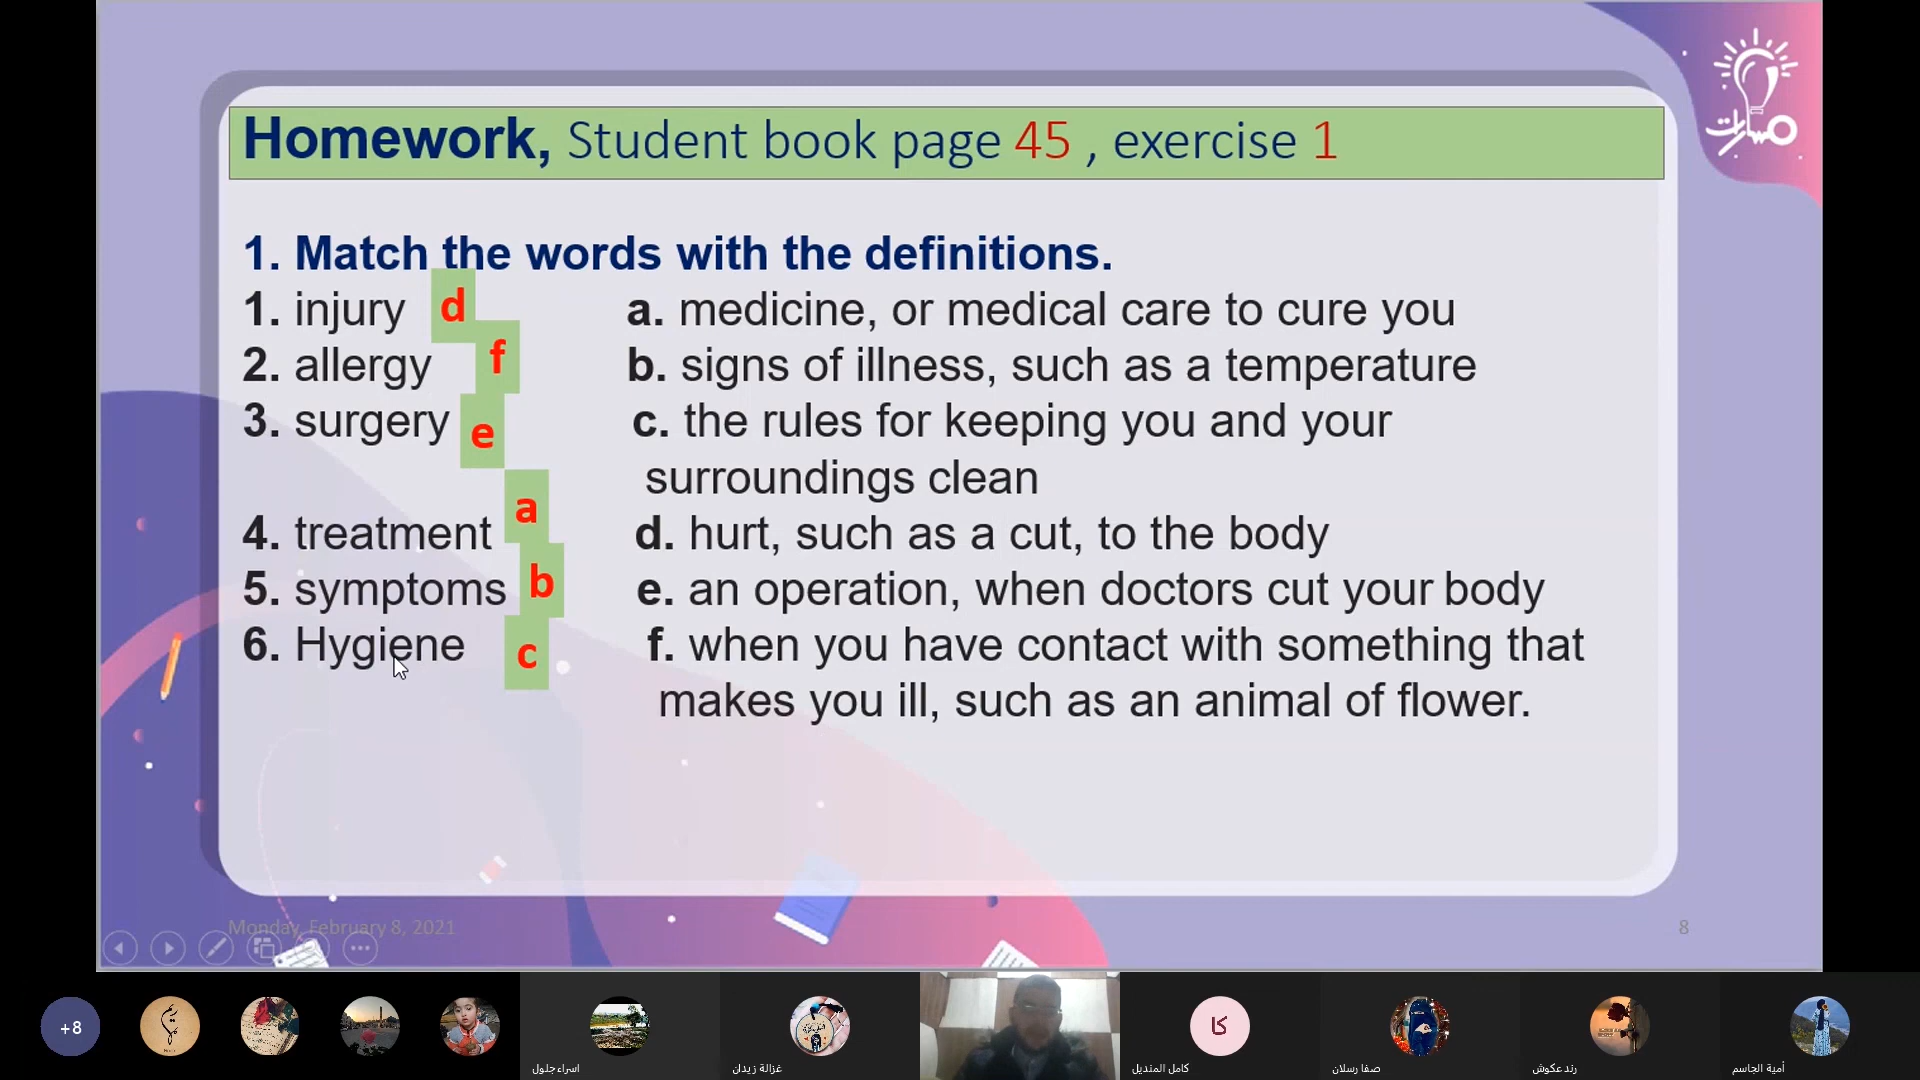 مسارات
Homework, Student book page 45 , exercise 1
1. Match the words with the definitions.
1. injury d a. medicine, or medical care to cure you
2. allergy f b. signs of illness, such as a temperature
3. surgery e c. the rules for keeping you and your
surroundings clean
4. treatment a d. hurt, such as a cut, to the body
5. symptoms b e. an operation, when doctors cut your body
6. Hygiene c f. when you have contact with something that
makes you ill, such as an animal of flower.
Monday, February 8, 2021
8
+8
كا
اسراء جلول
غزالة زيدان
كامل المنديل
صفا رسلان
رند عكوش
أمية الجاسم